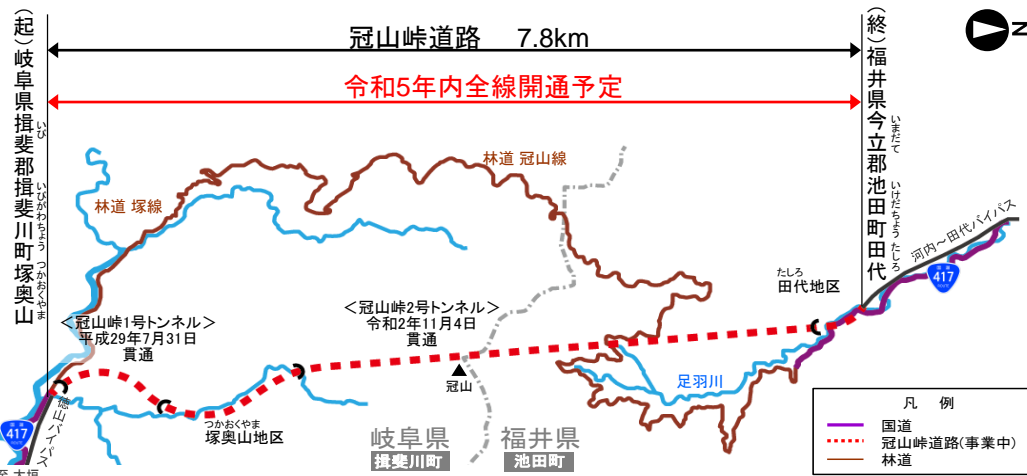 冠山峠道路 7.8km
令和5年内全線開通予定
(起)岐阜県揖斐郡揖斐川町塚奥山
いび
いびがわちょう つかおくやま
(終)福井県今立郡池田町田代
いまだて
いけだちょう たしろ
N
林道 冠山線
林道 塚線
河内~田代バイパス
国道
417
ROUTE
たしろ
田代地区
<冠山峠1号トンネル>
平成29年7月31日
貫通
<冠山峠2号トンネル>
令和2年11月4日
貫通
冠山
足羽川
つかおくやま
塚奥山地区
徳山バイパス
国道
417
ROUTE
至 大垣
岐阜県
揖斐川町
福井県
池田町
凡 例
国道
冠山峠道路(事業中)
林道